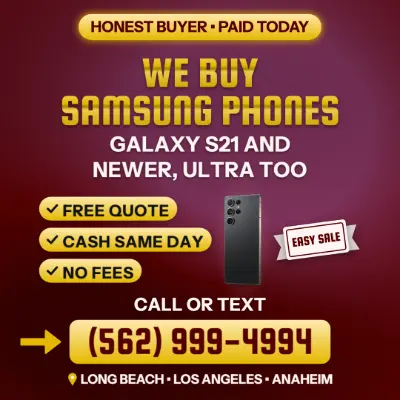 HONEST BUYER • PAID TODAY
WE BUY
SAMSUNG PHONES
GALAXY S21 AND
NEWER, ULTRA TOO
✓ FREE QUOTE
✓ CASH SAME DAY
✓ NO FEES
EASY SALE
CALL OR TEXT
(562) 999-4994
LONG BEACH • LOS ANGELES • ANAHEIM